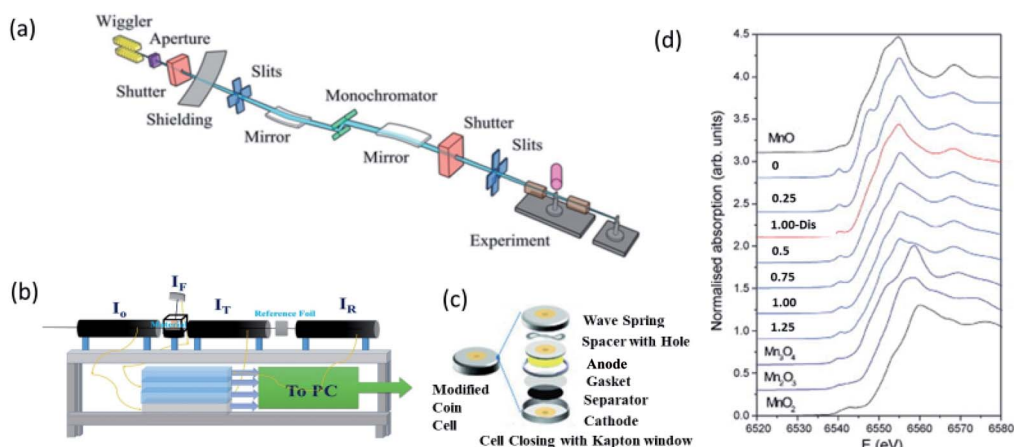 (a)
Wiggler
Aperture
Shutter
Shielding
Slits
Mirror
Monochromator
Mirror
Shutter
Slits
Experiment
(b)
I₀
I_F
I_T
Reference Foil
I_R
To PC
(c)
Modified
Coin
Cell
Wave Spring
Spacer with Hole
Anode
Gasket
Separator
Cathode
Cell Closing with Kapton window
(d)
Normalised absorption (arb. units)
4.5
4.0
3.5
3.0
2.5
2.0
1.5
1.0
0.5
0.0
MnO
0
0.25
1.00-Dis
0.5
0.75
1.00
1.25
Mn₃O₄
Mn₂O₃
MnO₂
6520 6530 6540 6550 6560 6570 6580
E (eV)